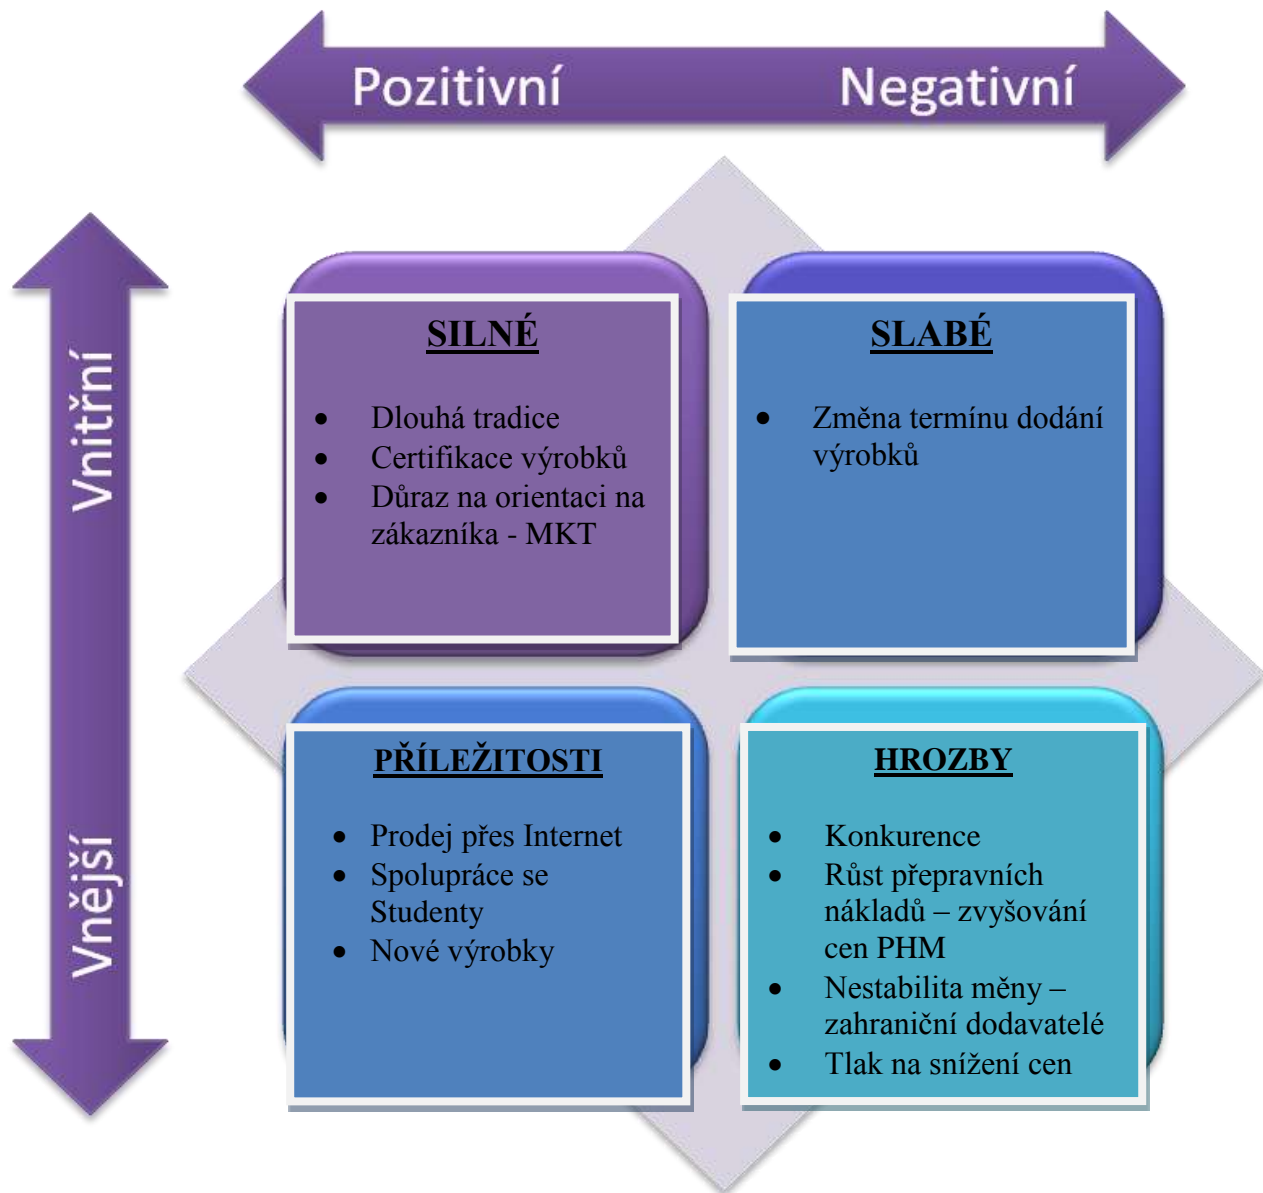 Pozitivní Negativní
Vnitřní
Vnější
SILNÉ
• Dlouhá tradice
• Certifikace výrobků
• Důraz na orientaci na
zákazníka - MKT
SLABÉ
• Změna termínu dodání
výrobků
PŘÍLEŽITOSTI
• Prodej přes Internet
• Spolupráce se
Studenty
• Nové výrobky
HROZBY
• Konkurence
• Růst přepravních
nákladů – zvyšování
cen PHM
• Nestabilita měny –
zahraniční dodavatelé
• Tlak na snížení cen